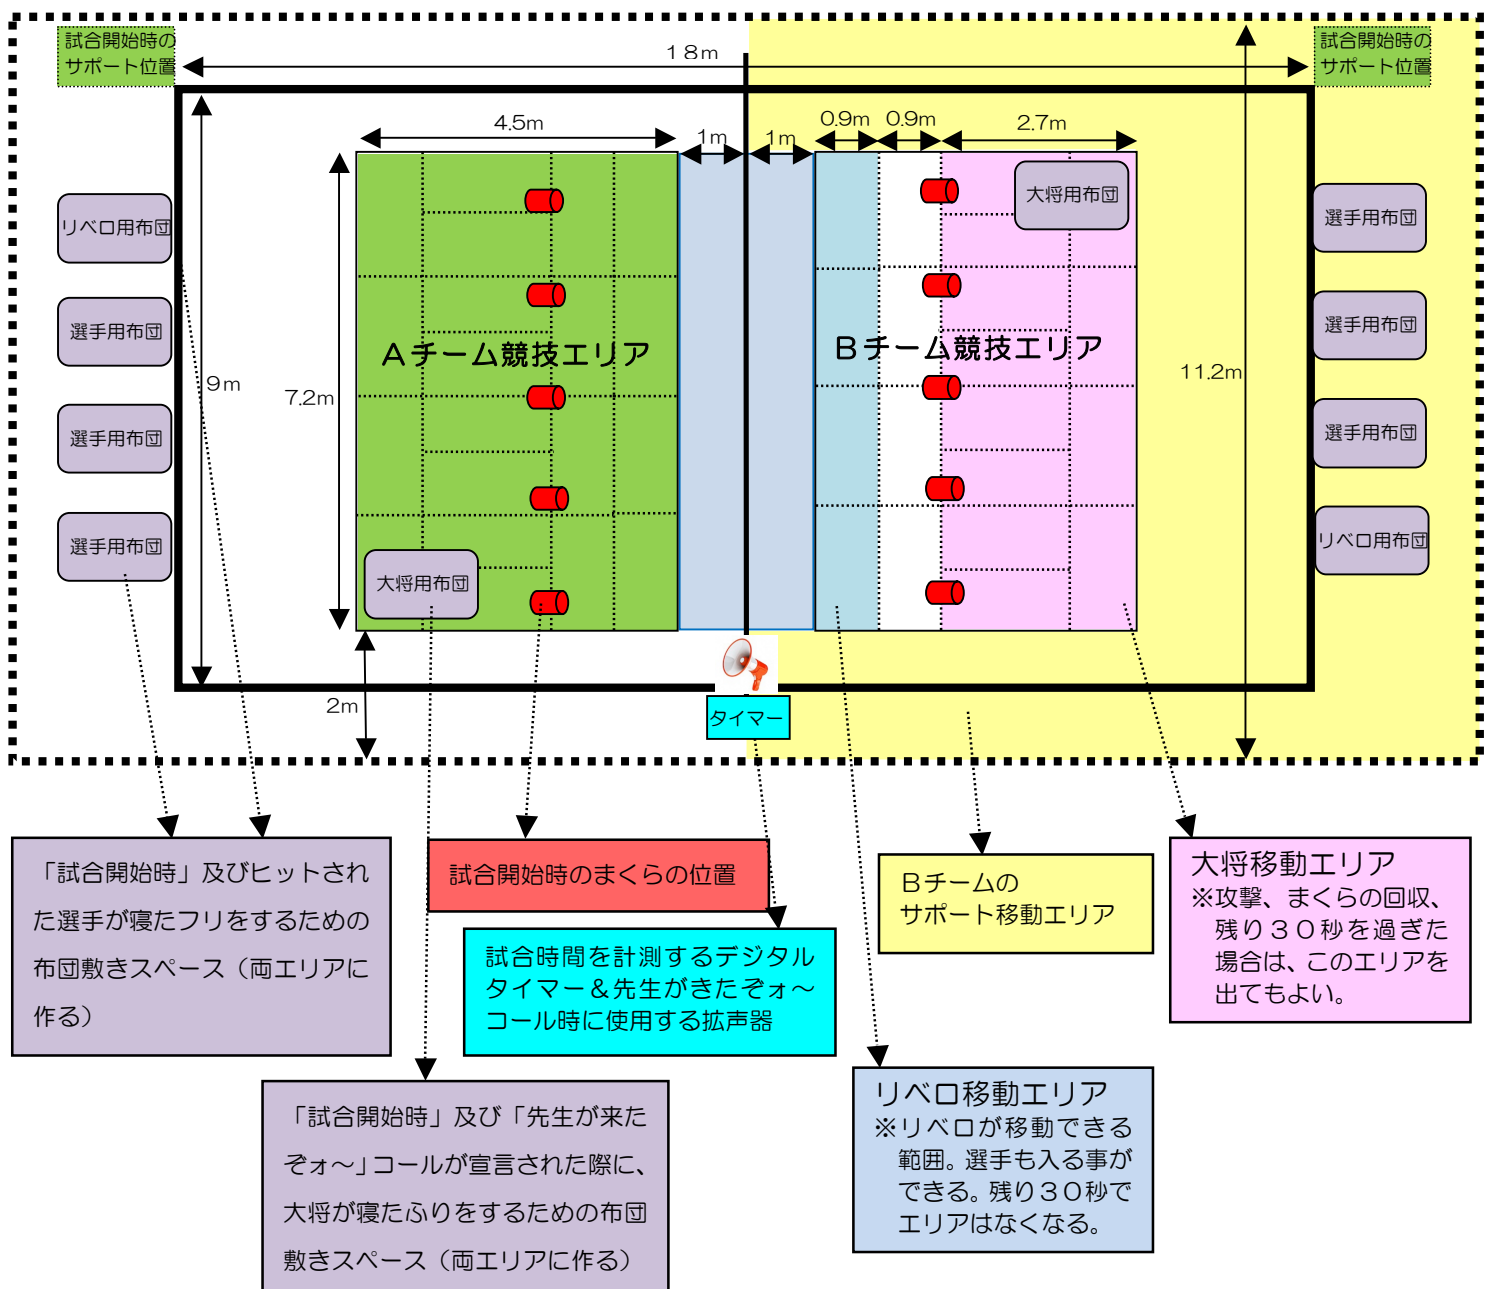 試合開始時の
サポート位置
18m
試合開始時の
サポート位置
4.5m
1m
1m
0.9m
0.9m
2.7m
大将用布団
リベロ用布団
選手用布団
選手用布団
選手用布団
Aチーム競技エリア
Bチーム競技エリア
9m
7.2m
11.2m
選手用布団
選手用布団
選手用布団
リベロ用布団
大将用布団
2m
タイマー
「試合開始時」及びヒットされ
た選手が寝たフリをするための
布団敷きスペース（両エリアに
作る）
試合開始時のまくらの位置
試合時間を計測するデジタル
タイマー＆先生がきたぞォ～
コール時に使用する拡声器
Bチームの
サポート移動エリア
大将移動エリア
※攻撃、まくらの回収、
残り３０秒を過ぎた
場合は、このエリアを
出てもよい。
「試合開始時」及び「先生が来た
ぞォ～」コールが宣言された際に、
大将が寝たふりをするための布団
敷きスペース（両エリアに作る）
リベロ移動エリア
※リベロが移動できる
範囲。選手も入る事が
できる。残り３０秒で
エリアはなくなる。